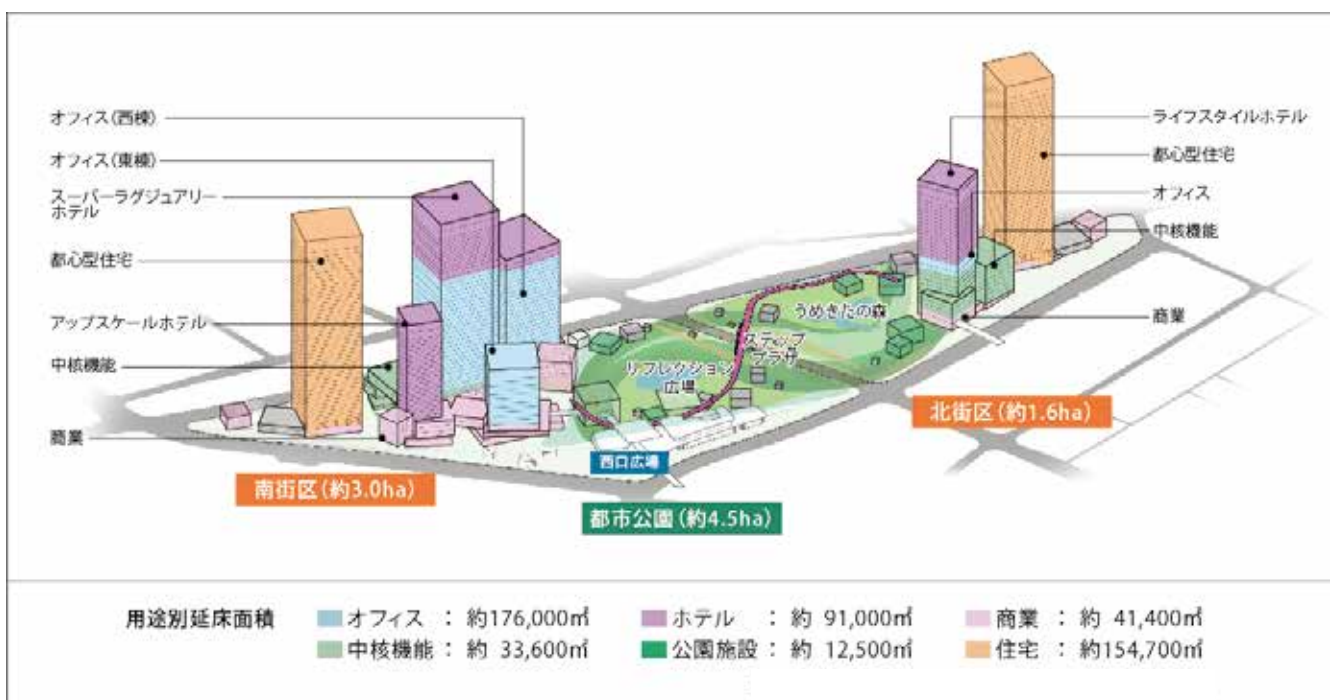 オフィス(西棟)
オフィス(東棟)
スーパーラグジュアリー
ホテル
都心型住宅
アップスケールホテル
中核機能
商業
ライフスタイルホテル
都心型住宅
オフィス
中核機能
商業
うめきたの森
ステップ
プラザ
リフレクション
広場
西口広場
南街区(約3.0ha)
都市公園(約4.5ha)
北街区(約1.6ha)
用途別延床面積
オフィス : 約176,000㎡
ホテル : 約 91,000㎡
商業 : 約 41,400㎡
中核機能 : 約 33,600㎡
公園施設 : 約 12,500㎡
住宅 : 約154,700㎡